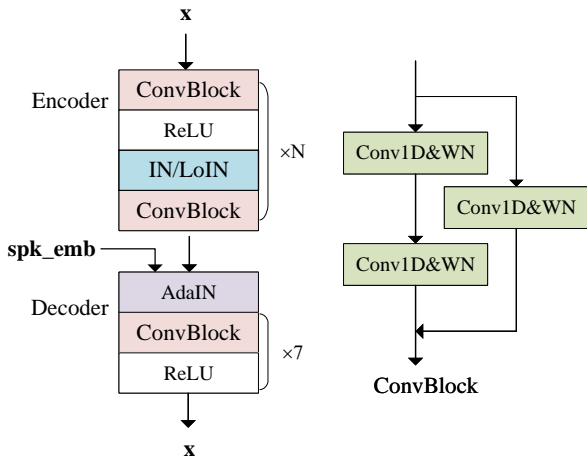 x
Encoder
ConvBlock
ReLU
IN/LoIN
ConvBlock
×N
spk_emb
Decoder
AdaIN
ConvBlock
ReLU
×7
x
Conv1D&WN
Conv1D&WN
Conv1D&WN
ConvBlock